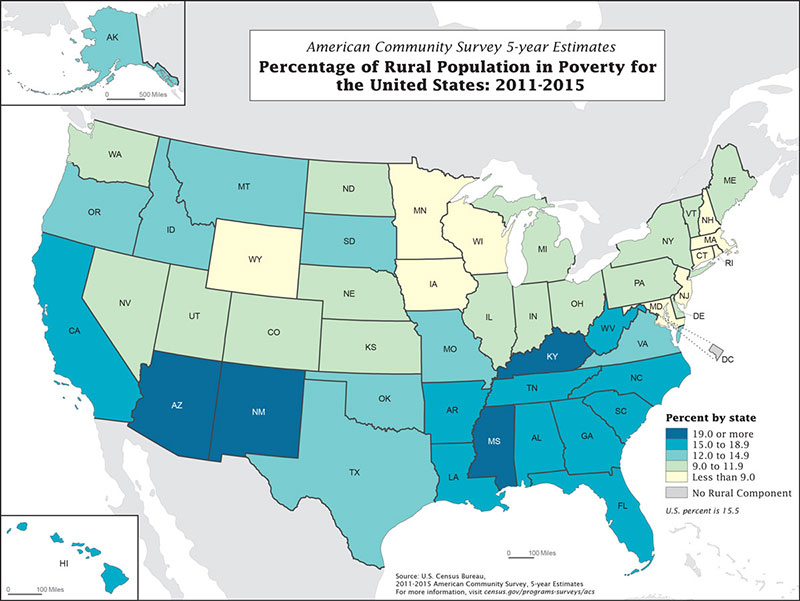 American Community Survey 5-year Estimates
Percentage of Rural Population in Poverty for
the United States: 2011-2015
AK
500 Miles
0
WA
MT
ND
MN
ME
OR
ID
SD
WI
MI
NY
VT
NH
MA
CT
RI
WY
IA
NE
PA
NJ
NV
UT
CO
IL
IN
OH
MD
DE
DC
CA
KS
MO
KY
WV
VA
AZ
NM
OK
AR
TN
NC
SC
MS
AL
GA
TX
LA
FL
Percent by state
19.0 or more
15.0 to 18.9
12.0 to 14.9
9.0 to 11.9
Less than 9.0
No Rural Component
U.S. percent is 15.5
HI
0 100 Miles
0 100 Miles
Source: U.S. Census Bureau,
2011-2015 American Community Survey, 5-year Estimates
For more information, visit census.gov/programs-surveys/acs